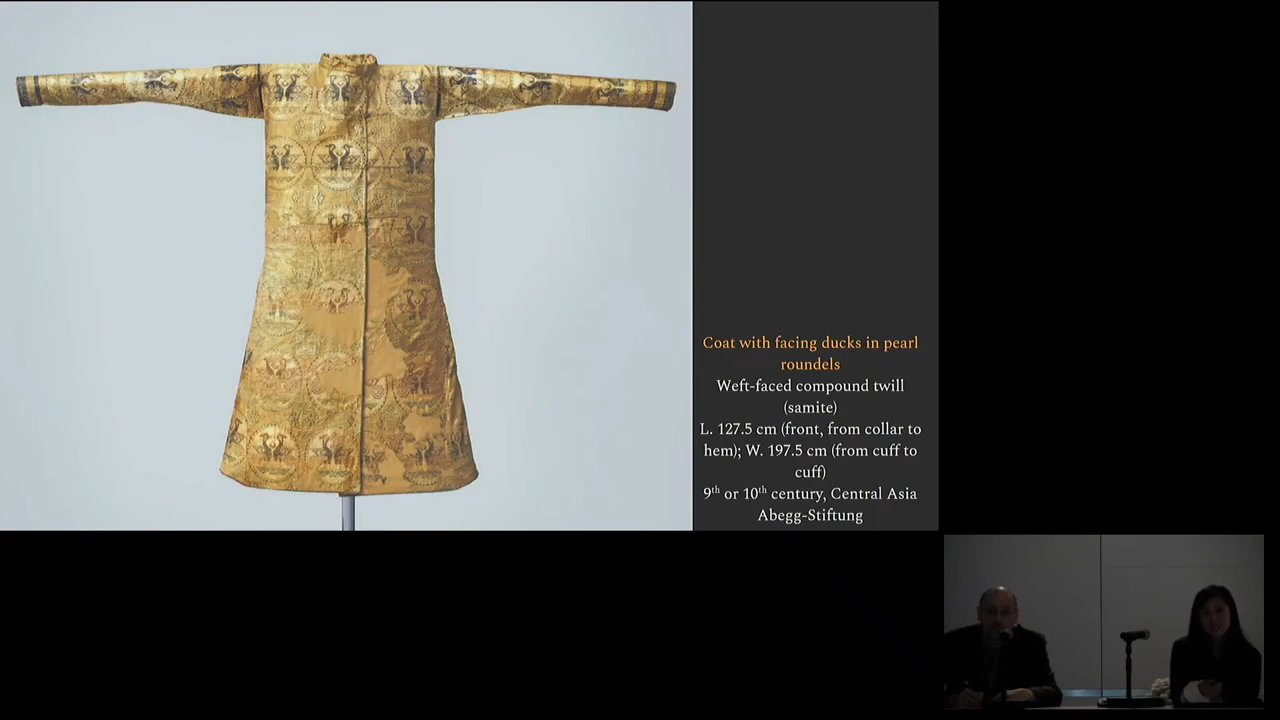 Coat with facing ducks in pearl
roundels
Weft-faced compound twill
(samite)
L. 127.5 cm (front, from collar to
hem); W. 197.5 cm (from cuff to
cuff)
9th or 10th century, Central Asia
Abegg-Stiftung